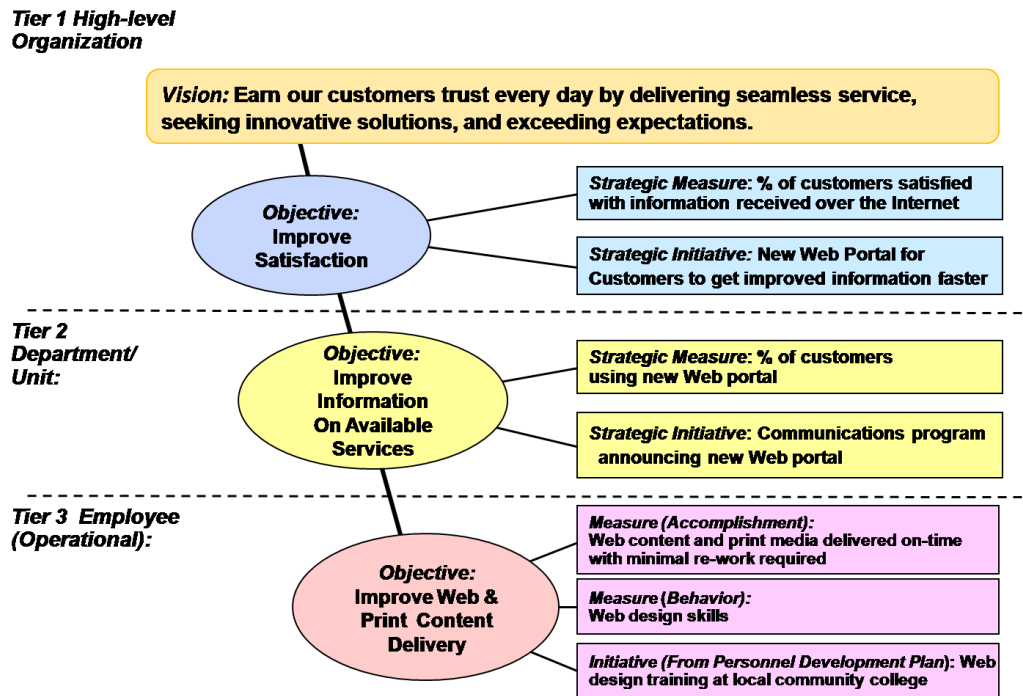 Tier 1 High-level
Organization
Vision: Earn our customers trust every day by delivering seamless service,
seeking innovative solutions, and exceeding expectations.
Objective:
Improve
Satisfaction
Strategic Measure: % of customers satisfied
with information received over the Internet
Strategic Initiative: New Web Portal for
Customers to get improved information faster
Tier 2
Department/
Unit:
Objective:
Improve
Information
On Available
Services
Strategic Measure: % of customers
using new Web portal
Strategic Initiative: Communications program
announcing new Web portal
Tier 3 Employee
(Operational):
Objective:
Improve Web &
Print Content
Delivery
Measure (Accomplishment):
Web content and print media delivered on-time
with minimal re-work required
Measure (Behavior):
Web design skills
Initiative (From Personnel Development Plan): Web
design training at local community college